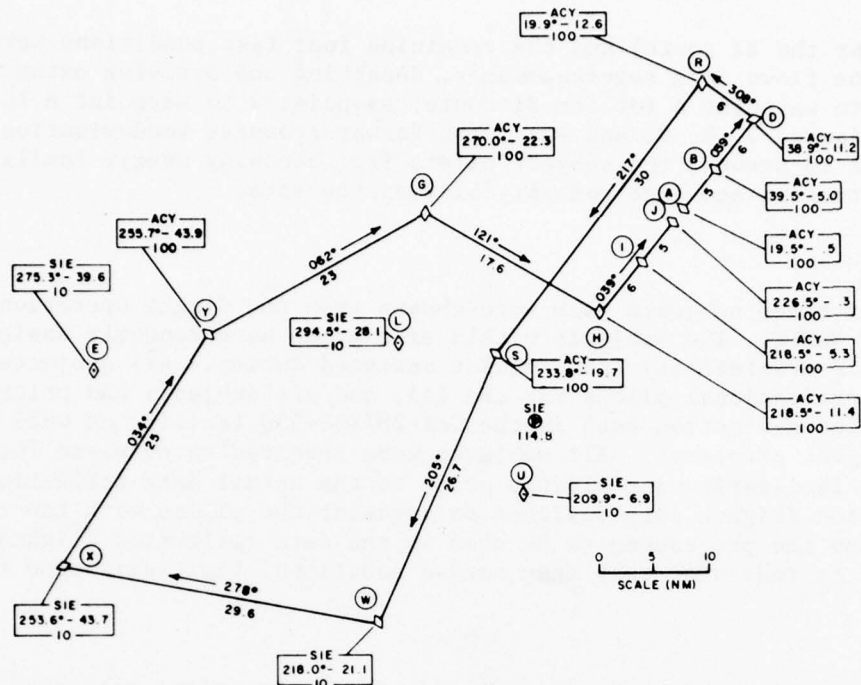 ACY
19.9°-12.6
100
R
308°
6
D
ACY
38.9°-11.2
100
039°
6
B
ACY
39.5°-5.0
100
5
A
ACY
19.5°-.5
100
J
ACY
226.5°-.3
100
5
I
ACY
218.5°-5.3
100
039°
6
H
ACY
218.5°-11.4
100
217°
30
ACY
270.0°-22.3
100
G
121°
17.6
ACY
255.7°-43.9
100
Y
062°
23
SIE
275.3°-39.6
10
E
SIE
294.5°-28.1
10
L
S
ACY
233.8°-19.7
100
SIE
114.8
U
SIE
209.9°-6.9
10
034°
25
205°
26.7
X
SIE
253.6°-43.7
10
278°
29.6
W
SIE
218.0°-21.1
10
0 5 10
SCALE (NM)